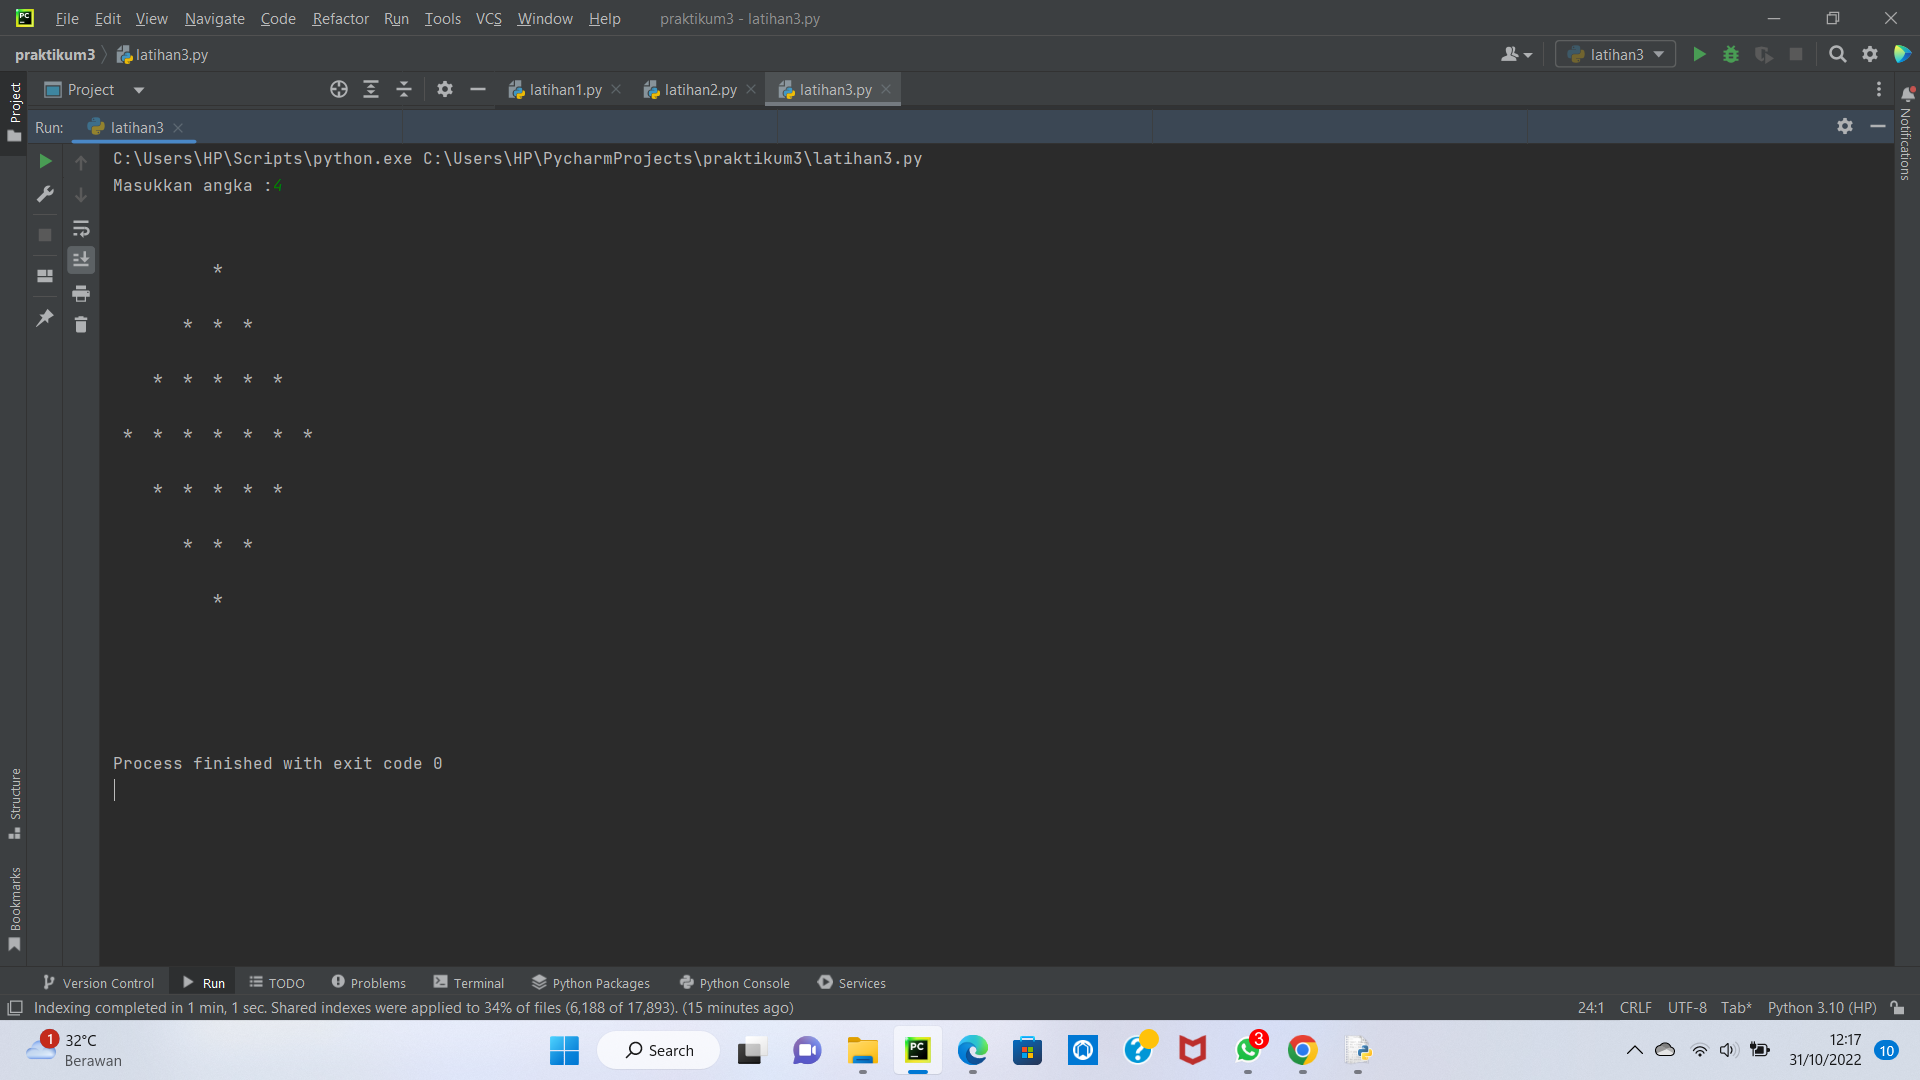 File Edit View Navigate Code Refactor Run Tools VCS Window Help praktikum3 - latihan3.py
praktikum3 latihan3.py latihan3
Project latihan1.py latihan2.py latihan3.py
Run: latihan3
Project
Notifications
C:\Users\HP\Scripts\python.exe C:\Users\HP\PycharmProjects\praktikum3\latihan3.py
Masukkan angka :4
*
* * *
* * * * *
* * * * * * *
* * * * *
* * *
*
Process finished with exit code 0
Structure
Bookmarks
Version Control Run TODO Problems Terminal Python Packages Python Console Services
Indexing completed in 1 min, 1 sec. Shared indexes were applied to 34% of files (6,188 of 17,893). (15 minutes ago) 24:1 CRLF UTF-8 Tab* Python 3.10 (HP)
1 32°C
Berawan
Search
PC
3
12:17
31/10/2022
10